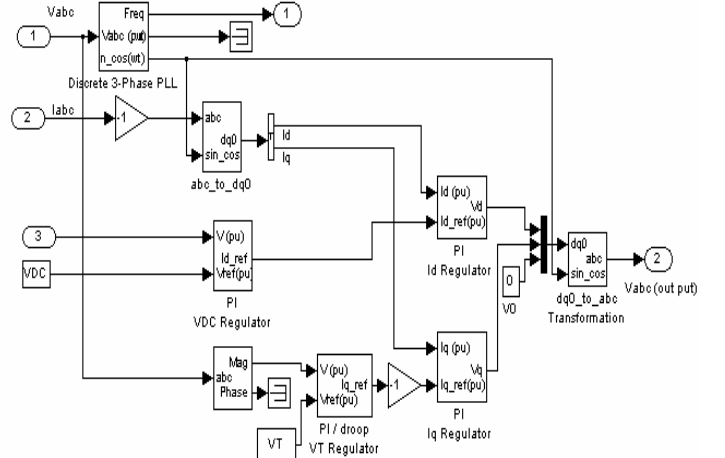 Vabc
1
Freq
Vabc (pu)
wt
n_cos(wt)
Discrete 3-Phase PLL
1
2
Iabc
-1
abc
dq0
sin_cos
abc_to_dq0
Id
Iq
3
VDC
V(pu)
Id_ref
Vref(pu)
PI
VDC Regulator
Id (pu)
Vd
Id_ref(pu)
PI
Id Regulator
0
V0
dq0
abc
sin_cos
dq0_to_abc
Transformation
2
Vabc(out put)
Mag
abc
Phase
VT
V(pu)
Iq_ref
Vref(pu)
PI / droop
VT Regulator
-1
Iq (pu)
Vq
Iq_ref(pu)
PI
Iq Regulator